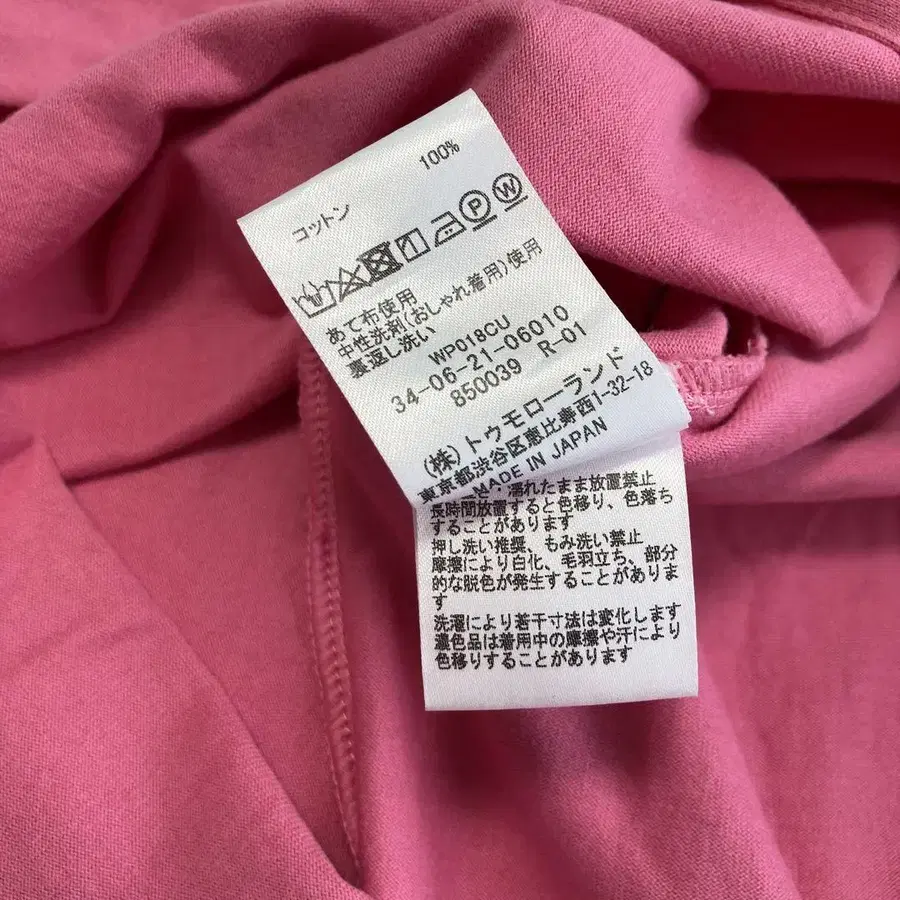 コットン 100%
P W
あて布使用
中性洗剤(おしゃれ着用)使用
裏返し洗い
WP018CU
34-06-21-06010
850039 R-01
(株)トゥモローランド
東京都渋谷区恵比寿西1-32-18
MADE IN JAPAN
濡れたまま放置禁止
長時間放置すると色移り、色落ち
することがあります
押し洗い推奨、もみ洗い禁止
摩擦により白化、毛羽立ち、部分
的な脱色が発生することがありま
す
洗濯により若干寸法は変化します
濃色品は着用中の摩擦や汗により
色移りすることがあります